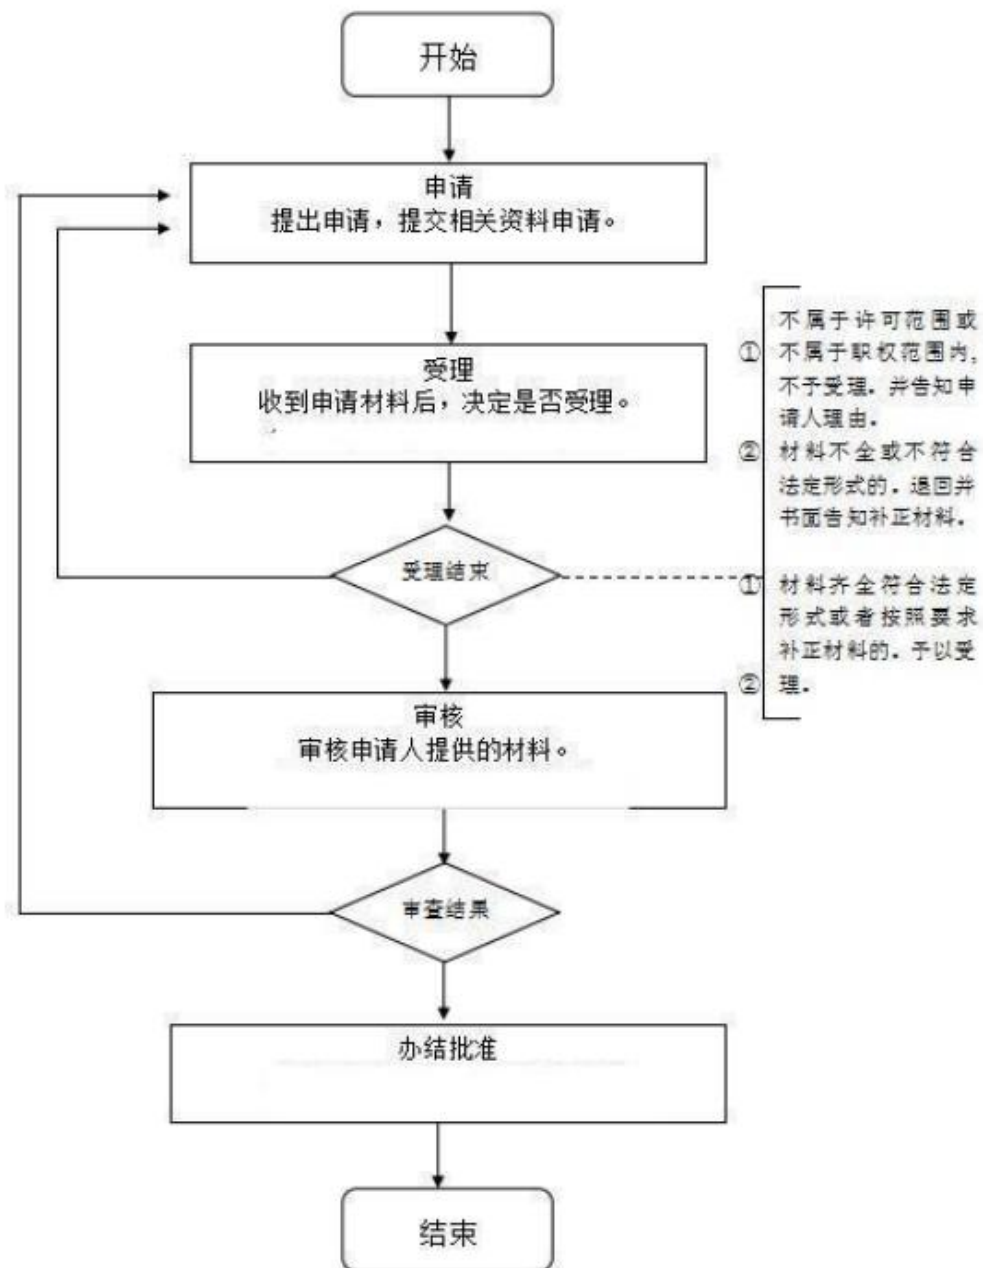 开始
申请
提出申请，提交相关资料申请。
受理
收到申请材料后，决定是否受理。
不属于许可范围或
① 不属于职权范围内,
不予受理. 并告知申
请人理由.
② 材料不全或不符合
法定形式的. 退回并
书面告知补正材料.
受理结束
① 材料齐全符合法定
形式或者按照要求
补正材料的. 予以受
② 理.
审核
审核申请人提供的材料。
审查结果
办结批准
结束